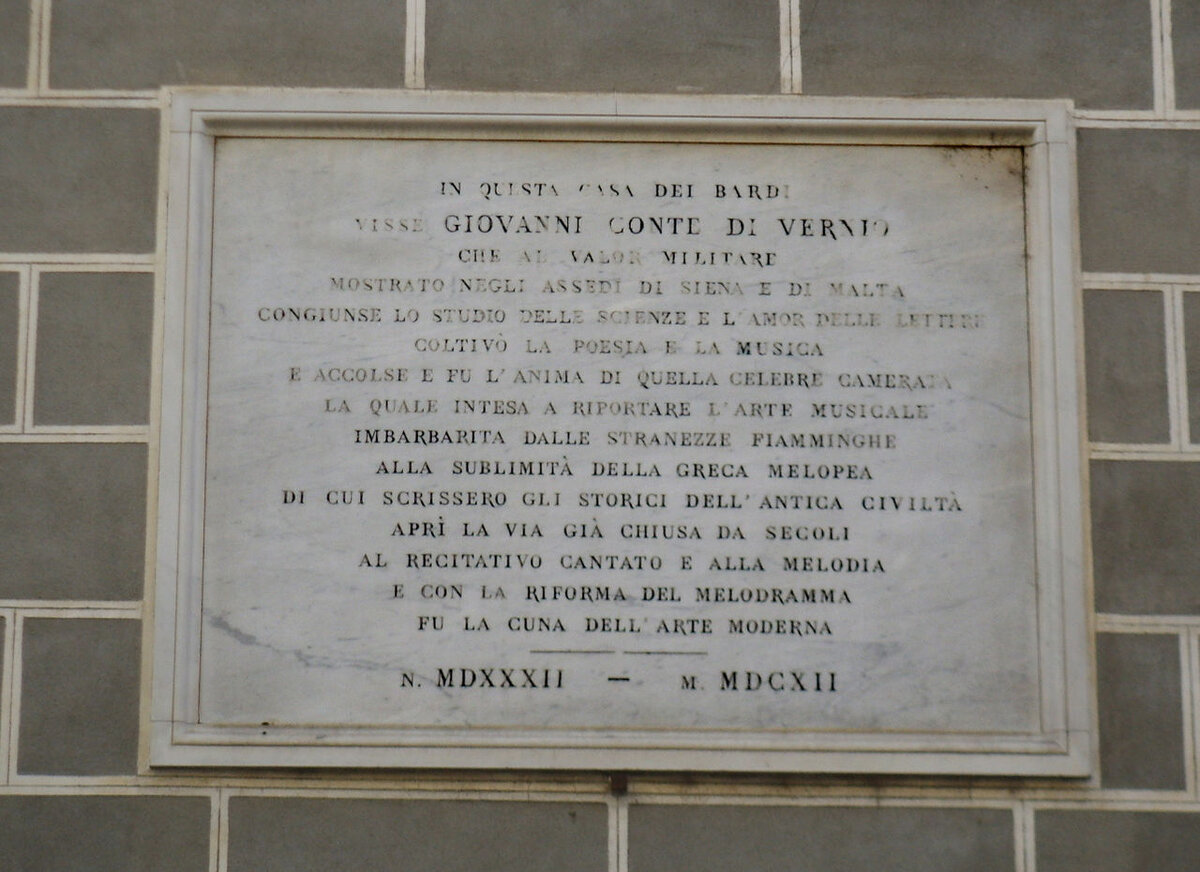 IN QUESTA CASA DEI BARDI
VISSE GIOVANNI CONTE DI VERNIO
CHE AL VALOR MILITARE
MOSTRATO NEGLI ASSEDI DI SIENA E DI MALTA
CONGIUNSE LO STUDIO DELLE SCIENZE E L'AMOR DELLE LETTERE
COLTIVÒ LA POESIA E LA MUSICA
E ACCOLSE E FU L'ANIMA DI QUELLA CELEBRE CAMERATA
LA QUALE INTESA A RIPORTARE L'ARTE MUSICALE
IMBARBARITA DALLE STRANEZZE FIAMMINGHE
ALLA SUBLIMITÀ DELLA GRECA MELOPEA
DI CUI SCRISSERO GLI STORICI DELL'ANTICA CIVILTÀ
APRÌ LA VIA GIÀ CHIUSA DA SECOLI
AL RECITATIVO CANTATO E ALLA MELODIA
E CON LA RIFORMA DEL MELODRAMMA
FU LA CUNA DELL'ARTE MODERNA
N. MDXXXII — M. MDCXII